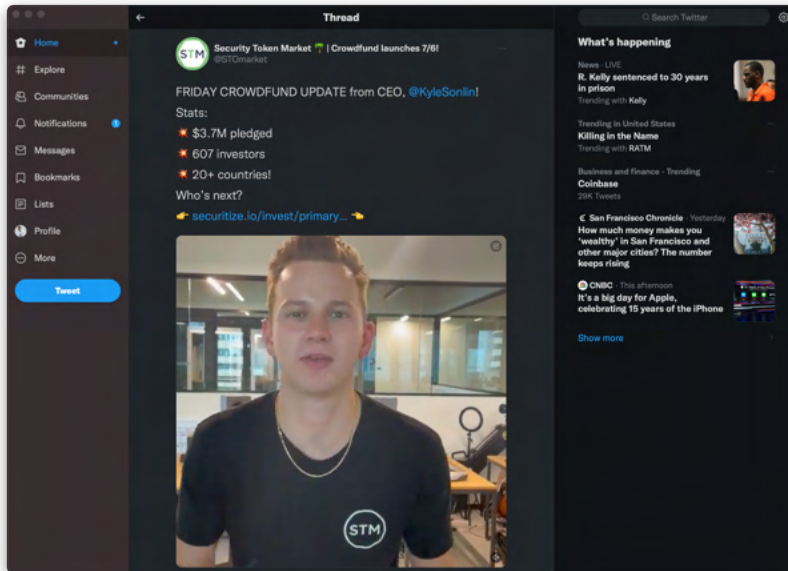 Home
Explore
Communities
Notifications
Messages
Bookmarks
Lists
Profile
More
Tweet
Thread
STM
Security Token Market 🌴 | Crowdfund launches 7/6!
@STOmarket
FRIDAY CROWDFUND UPDATE from CEO, @KyleSonlin!
Stats:
💥 $3.7M pledged
💥 607 investors
💥 20+ countries!
Who's next?
👉 securitize.io/invest/primary... 👈
STM
Search Twitter
What's happening
News · LIVE
R. Kelly sentenced to 30 years
in prison
Trending with Kelly
Trending in United States
Killing in the Name
Trending with RATM
Business and finance · Trending
Coinbase
29K Tweets
San Francisco Chronicle · Yesterday
How much money makes you
'wealthy' in San Francisco and
other major cities? The number
keeps rising
CNBC · This afternoon
It's a big day for Apple,
celebrating 15 years of the iPhone
Show more